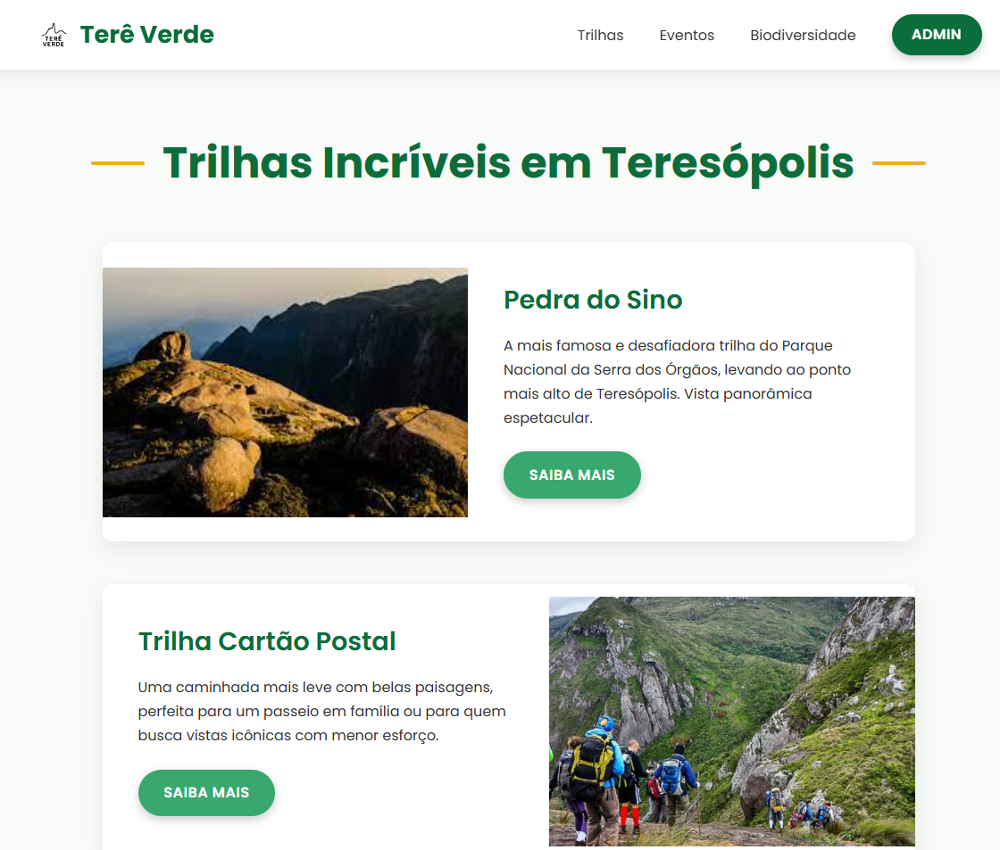 TERÊ
VERDE
Terê Verde
Trilhas
Eventos
Biodiversidade
ADMIN
Trilhas Incríveis em Teresópolis
Pedra do Sino
A mais famosa e desafiadora trilha do Parque
Nacional da Serra dos Órgãos, levando ao ponto
mais alto de Teresópolis. Vista panorâmica
espetacular.
SAIBA MAIS
Trilha Cartão Postal
Uma caminhada mais leve com belas paisagens,
perfeita para um passeio em família ou para quem
busca vistas icônicas com menor esforço.
SAIBA MAIS